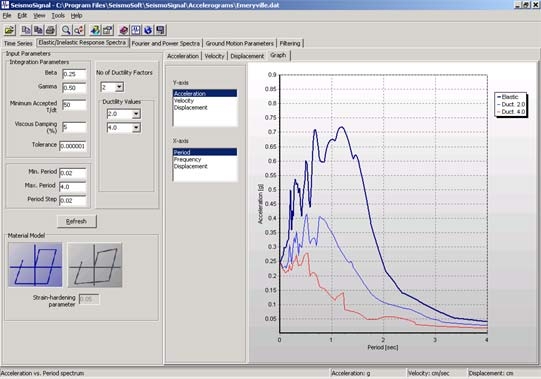 SeismoSignal - C:\Program Files\SeismoSoft\SeismoSignal\Accelerograms\Emeryville.dat
File Edit View Tools Help
Time Series Elastic/Inelastic Response Spectra Fourier and Power Spectra Ground Motion Parameters Filtering
Input Parameters
Integration Parameters
Beta 0.25
Gamma 0.50
Minimum Accepted T/dt 50
Viscous Damping (%) 5
Tolerance 0.000001
No of Ductility Factors
2
Ductility Values
2.0
4.0
Min. Period 0.02
Max. Period 4.0
Period Step 0.02
Refresh
Material Model
Strain-hardening parameter 0.05
Acceleration Velocity Displacement Graph
Y-axis
Acceleration
Velocity
Displacement
X-axis
Period
Frequency
Displacement
0.9
0.85
0.8
0.75
0.7
0.65
0.6
0.55
0.5
0.45
0.4
0.35
0.3
0.25
0.2
0.15
0.1
0.05
Acceleration [g]
0 1 2 3 4
Period [sec]
Elastic
Duct. 2.0
Duct. 4.0
Acceleration vs. Period spectrum
Acceleration: g
Velocity: cm/sec
Displacement: cm